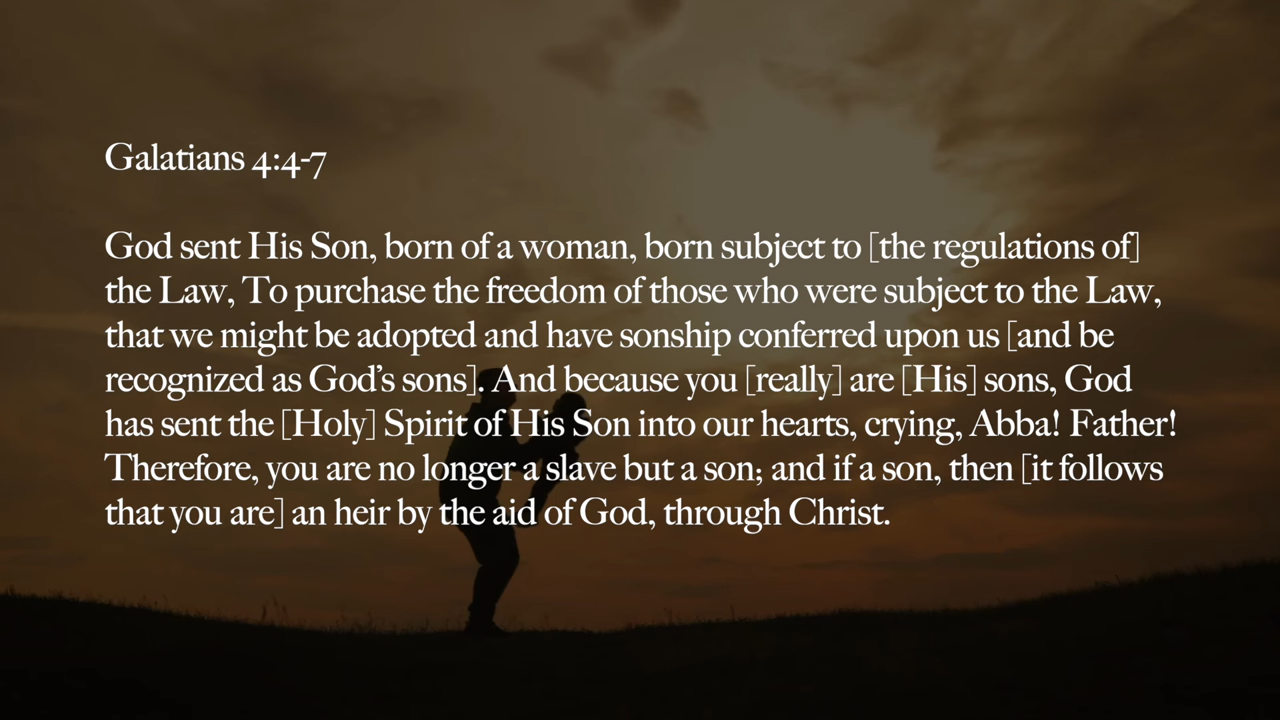 Galatians 4:4-7
God sent His Son, born of a woman, born subject to [the regulations of]
the Law, To purchase the freedom of those who were subject to the Law,
that we might be adopted and have sonship conferred upon us [and be
recognized as God’s sons]. And because you [really] are [His] sons, God
has sent the [Holy] Spirit of His Son into our hearts, crying, Abba! Father!
Therefore, you are no longer a slave but a son; and if a son, then [it follows
that you are] an heir by the aid of God, through Christ.